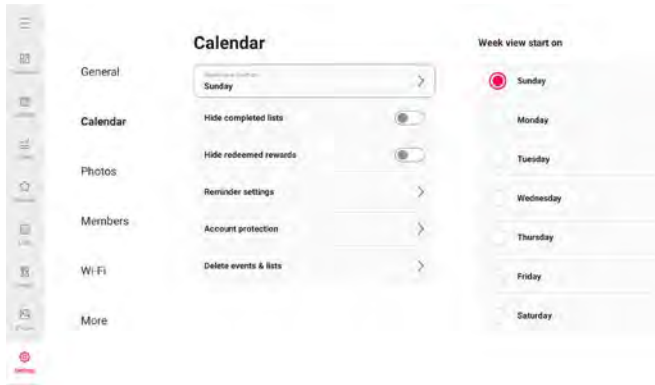 Calendar
Week view start on
General
Calendar
Photos
Members
Wi-Fi
More
Sunday
Hide completed lists
Hide redeemed rewards
Reminder settings
Account protection
Delete events & lists
Sunday
Monday
Tuesday
Wednesday
Thursday
Friday
Saturday
Settings